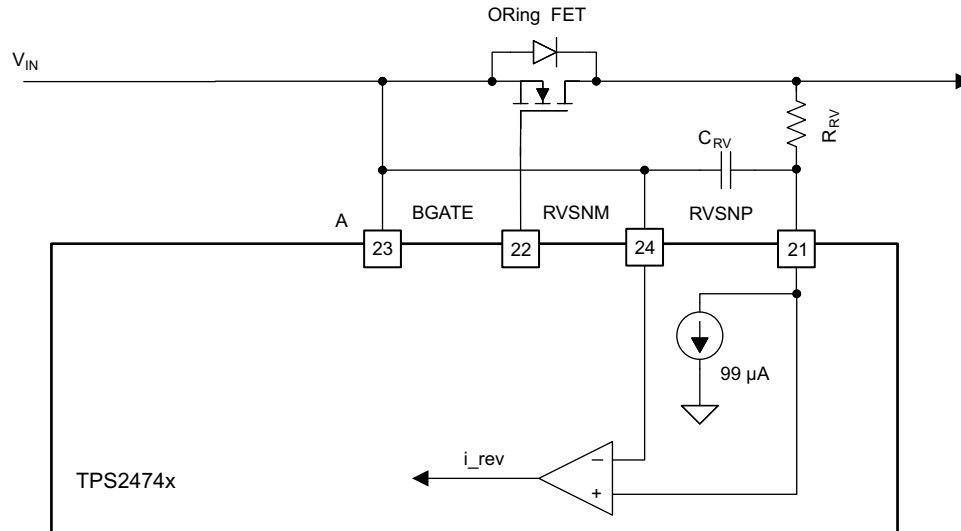 ORing FET
V_IN
R_RV
C_RV
A
BGATE
RVSNM
RVSNP
23
22
24
21
99 µA
i_rev
−
+
TPS2474x